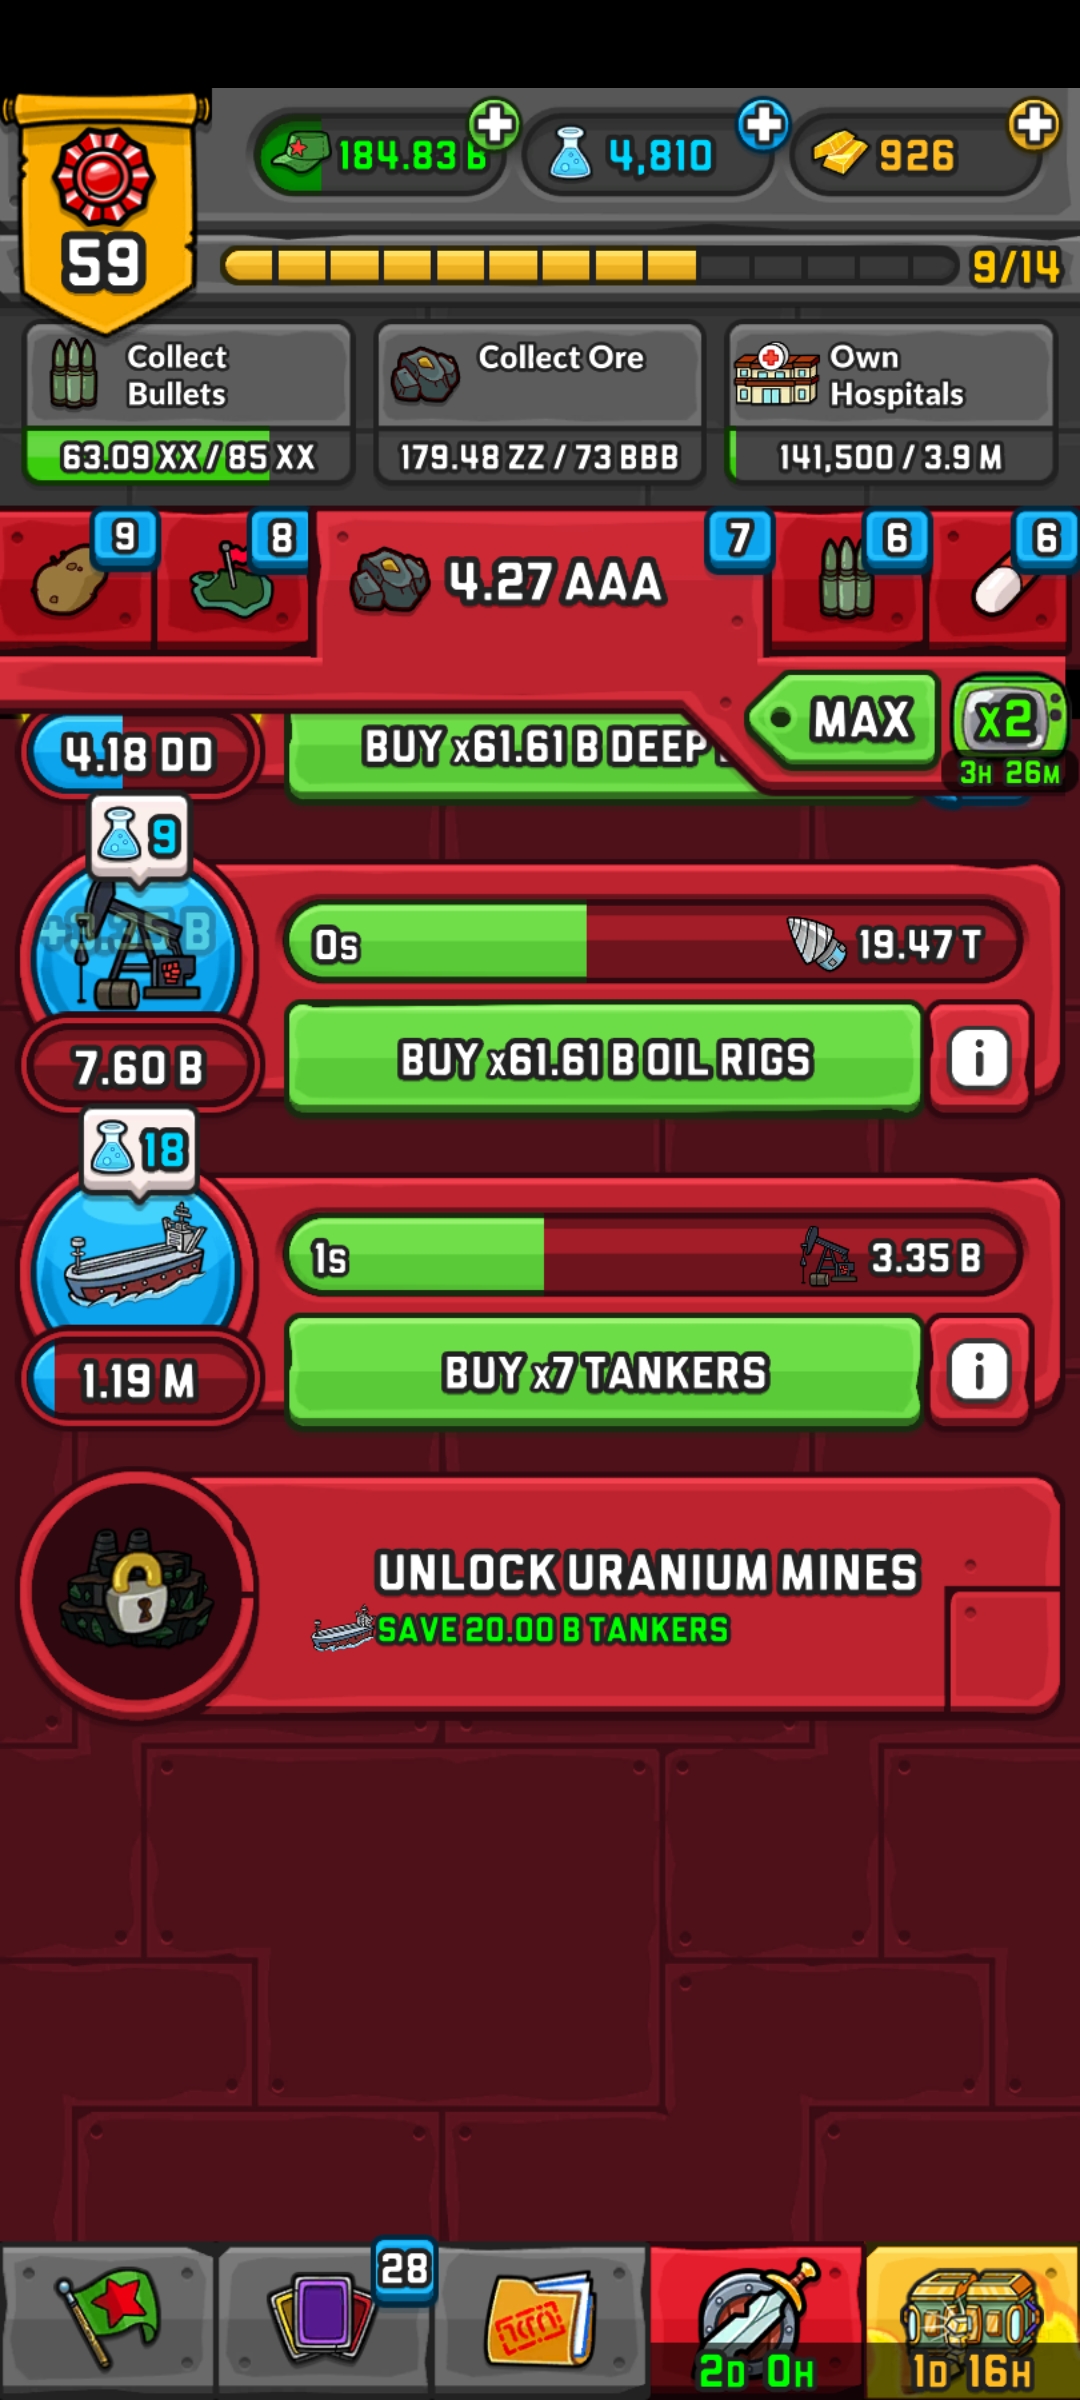 59
184.83 B
4,810
926
9/14
Collect
Bullets
63.09 XX / 85 XX
Collect Ore
179.48 ZZ / 73 BBB
Own
Hospitals
141,500 / 3.9 M
9
8
4.27 AAA
7
6
6
MAX
x2
3H 26M
4.18 DD
BUY x61.61 B DEEP
9
0s
19.47 T
7.60 B
BUY x61.61 B OIL RIGS
i
18
1s
3.35 B
1.19 M
BUY x7 TANKERS
i
UNLOCK URANIUM MINES
SAVE 20.00 B TANKERS
28
2D 0H
1D 16H